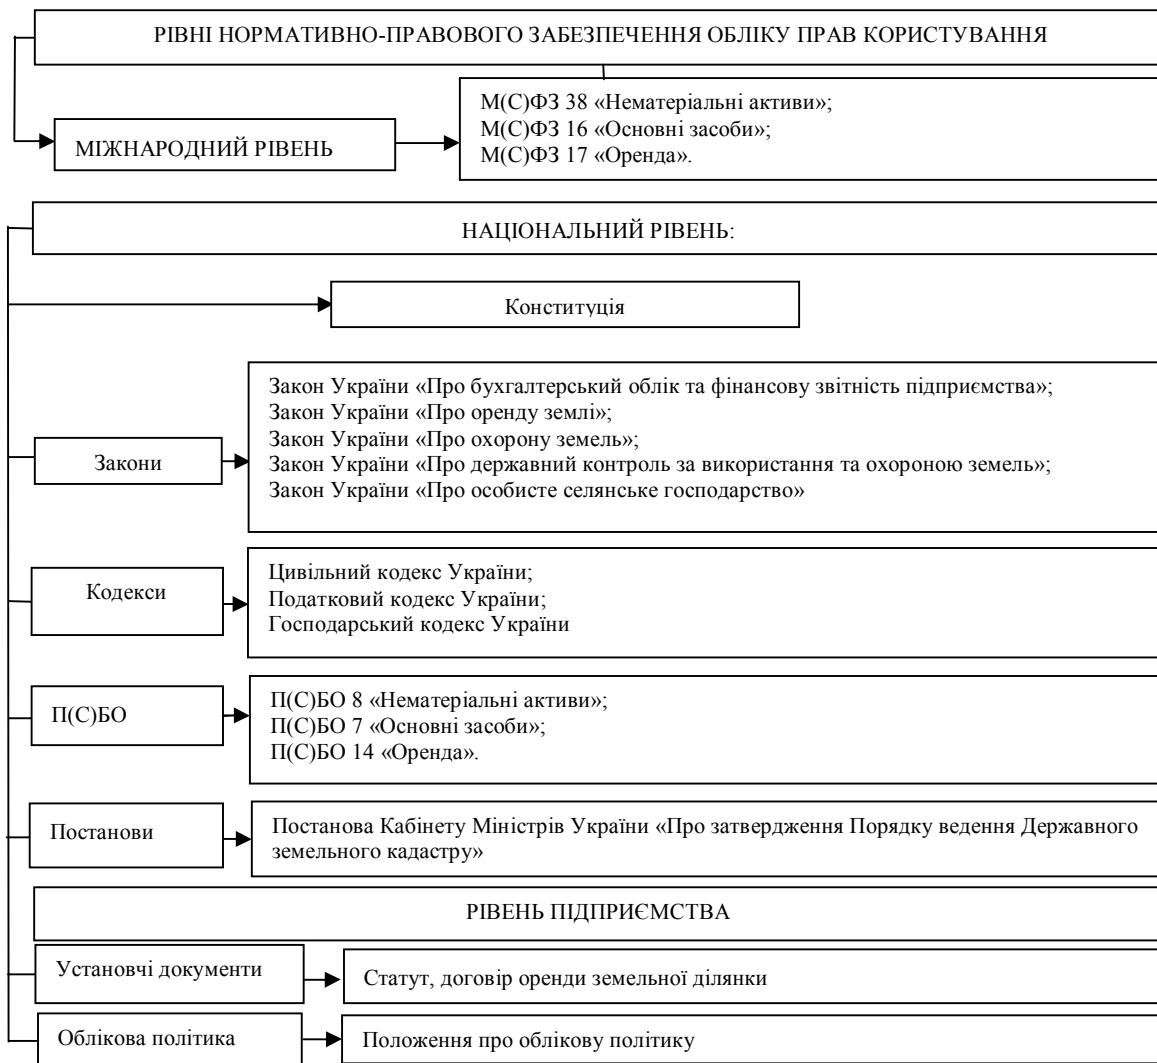 РІВНІ НОРМАТИВНО-ПРАВОВОГО ЗАБЕЗПЕЧЕННЯ ОБЛІКУ ПРАВ КОРИСТУВАННЯ
МІЖНАРОДНИЙ РІВЕНЬ
М(С)ФЗ 38 «Нематеріальні активи»;
М(С)ФЗ 16 «Основні засоби»;
М(С)ФЗ 17 «Оренда».
НАЦІОНАЛЬНИЙ РІВЕНЬ:
Конституція
Закони
Закон України «Про бухгалтерський облік та фінансову звітність підприємства»;
Закон України «Про оренду землі»;
Закон України «Про охорону земель»;
Закон України «Про державний контроль за використання та охороною земель»;
Закон України «Про особисте селянське господарство»
Кодекси
Цивільний кодекс України;
Податковий кодекс України;
Господарський кодекс України
П(С)БО
П(С)БО 8 «Нематеріальні активи»;
П(С)БО 7 «Основні засоби»;
П(С)БО 14 «Оренда».
Постанови
Постанова Кабінету Міністрів України «Про затвердження Порядку ведення Державного
земельного кадастру»
РІВЕНЬ ПІДПРИЄМСТВА
Установчі документи
Статут, договір оренди земельної ділянки
Облікова політика
Положення про облікову політику